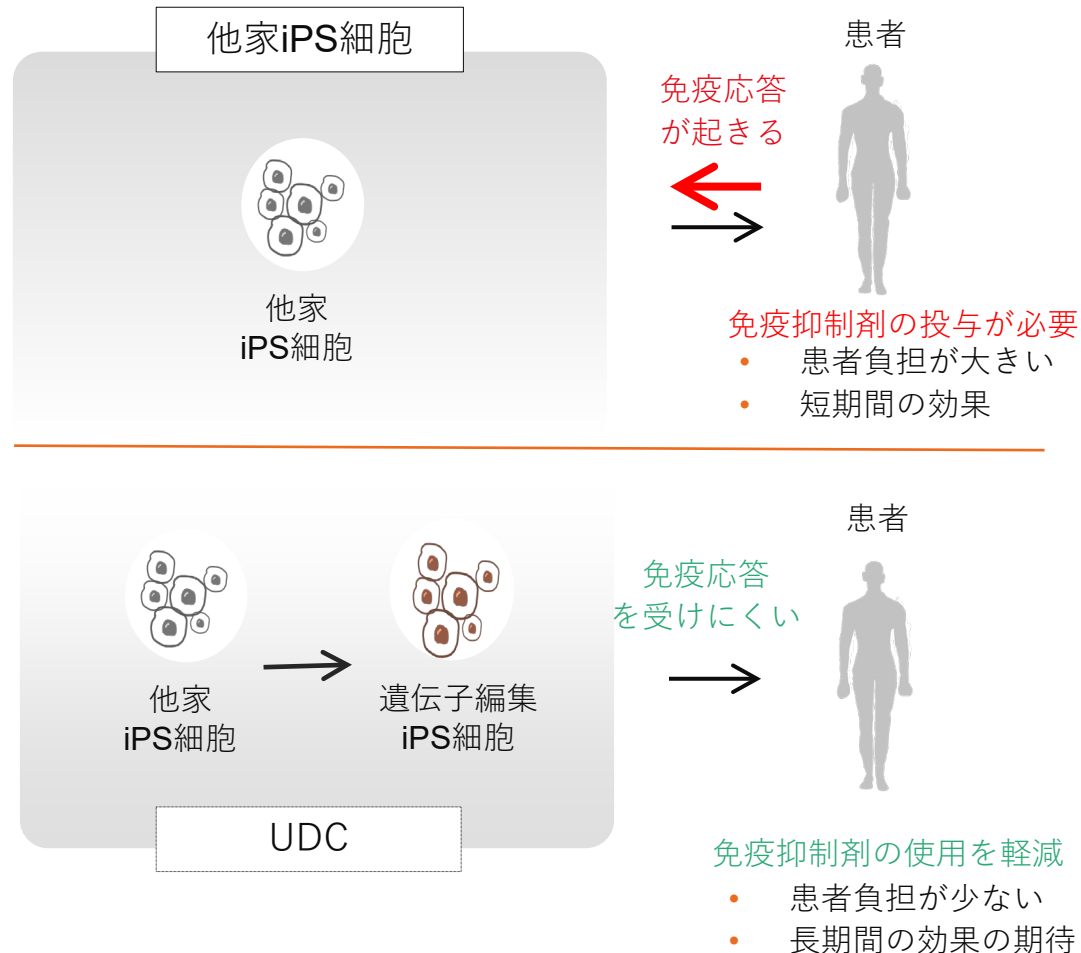 他家iPS細胞
患者
免疫応答
が起きる
他家
iPS細胞
免疫抑制剤の投与が必要
• 患者負担が大きい
• 短期間の効果
患者
免疫応答
を受けにくい
他家
iPS細胞
遺伝子編集
iPS細胞
UDC
免疫抑制剤の使用を軽減
• 患者負担が少ない
• 長期間の効果の期待